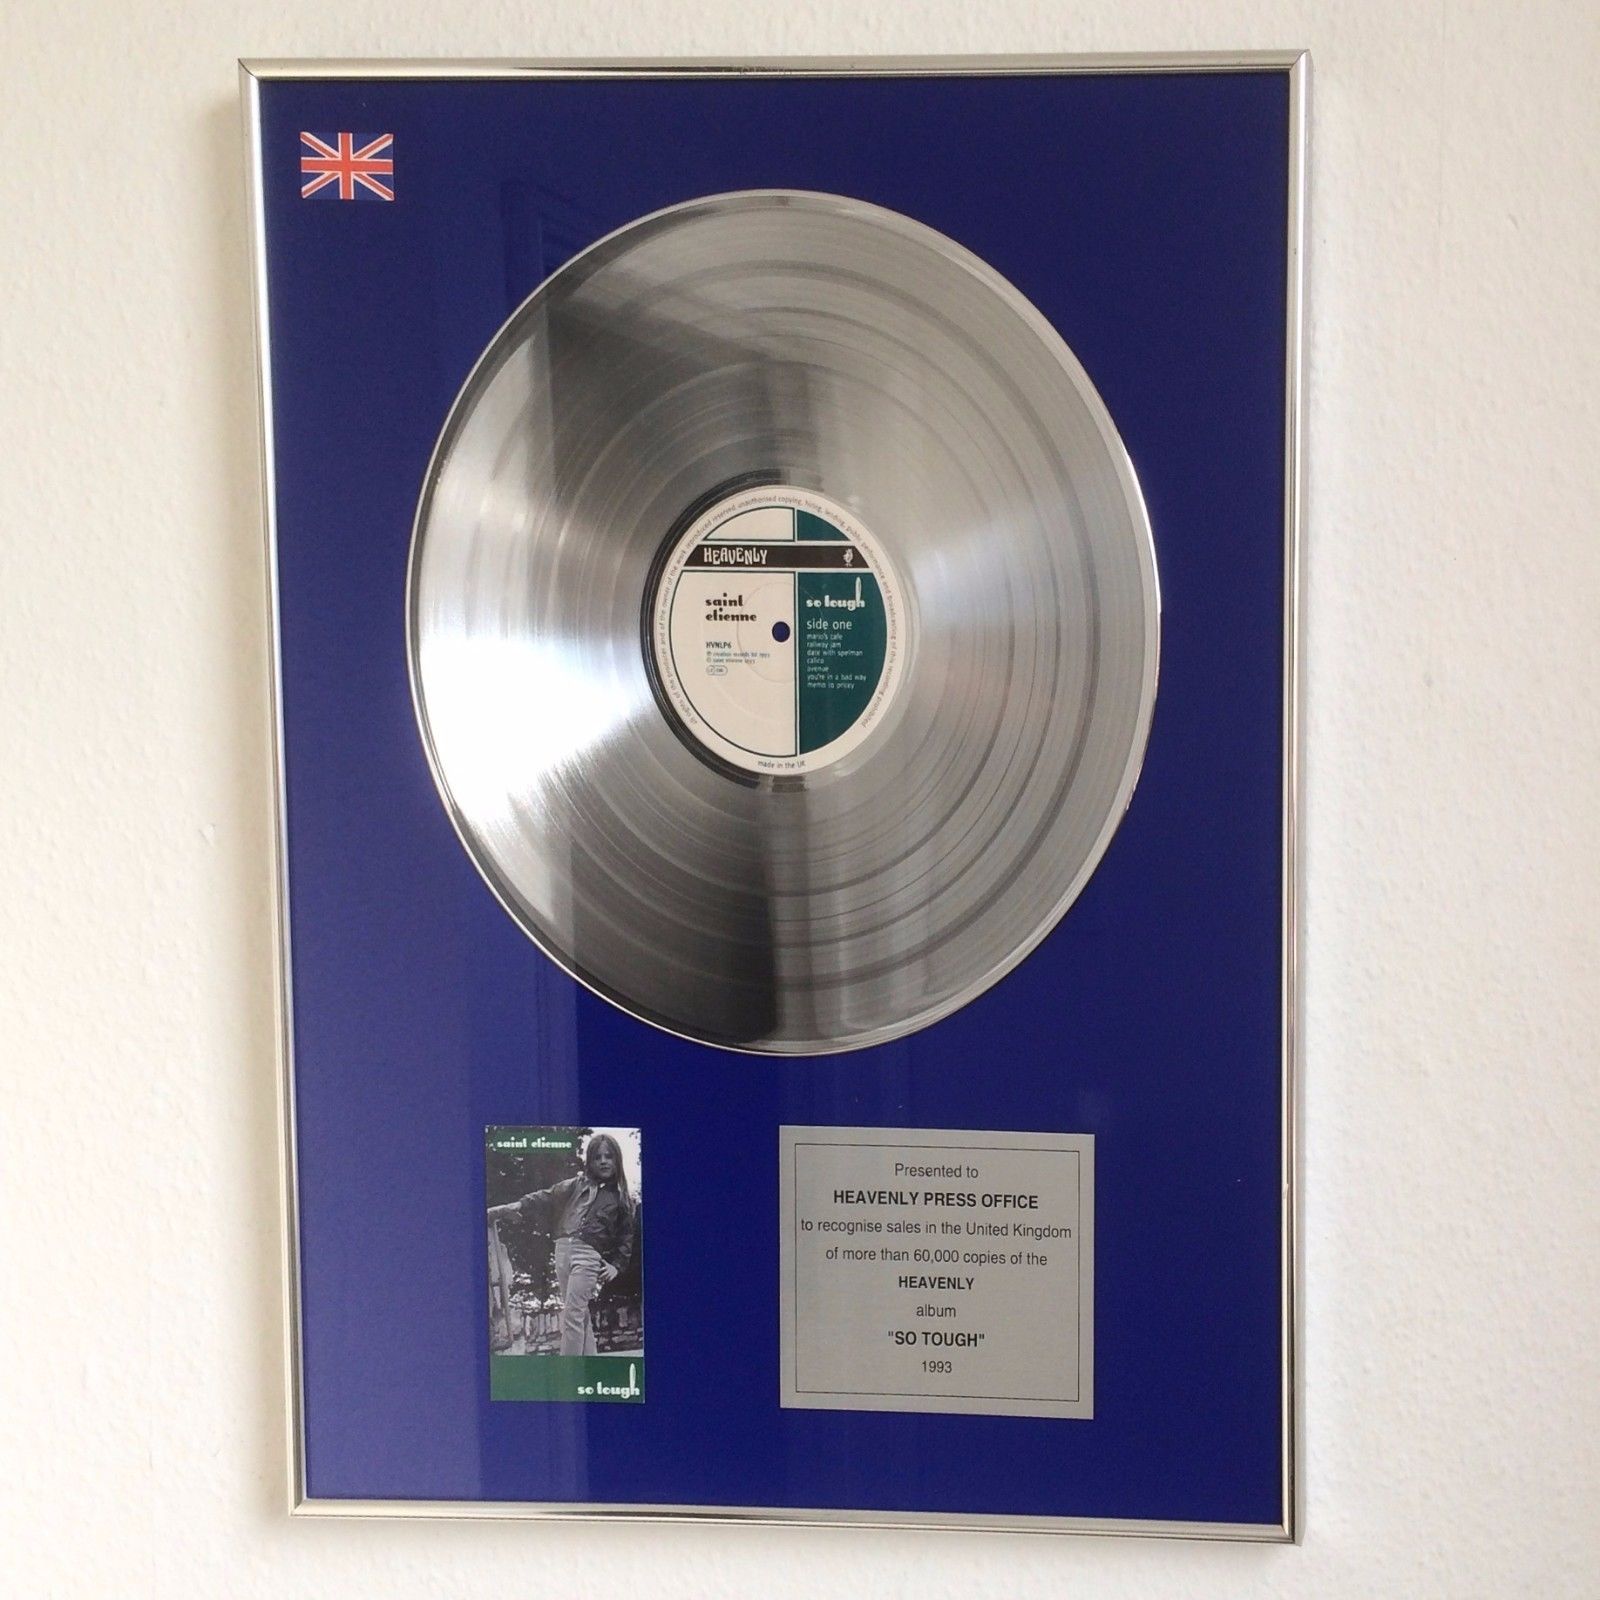 HEAVENLY
saint
etienne
HVNLP6
so tough
side one
mario's cafe
railway jam
date with spelman
calico
avenue
you're in a bad way
memo to pricey
made in the UK
saint etienne
so tough
Presented to
HEAVENLY PRESS OFFICE
to recognise sales in the United Kingdom
of more than 60,000 copies of the
HEAVENLY
album
"SO TOUGH"
1993